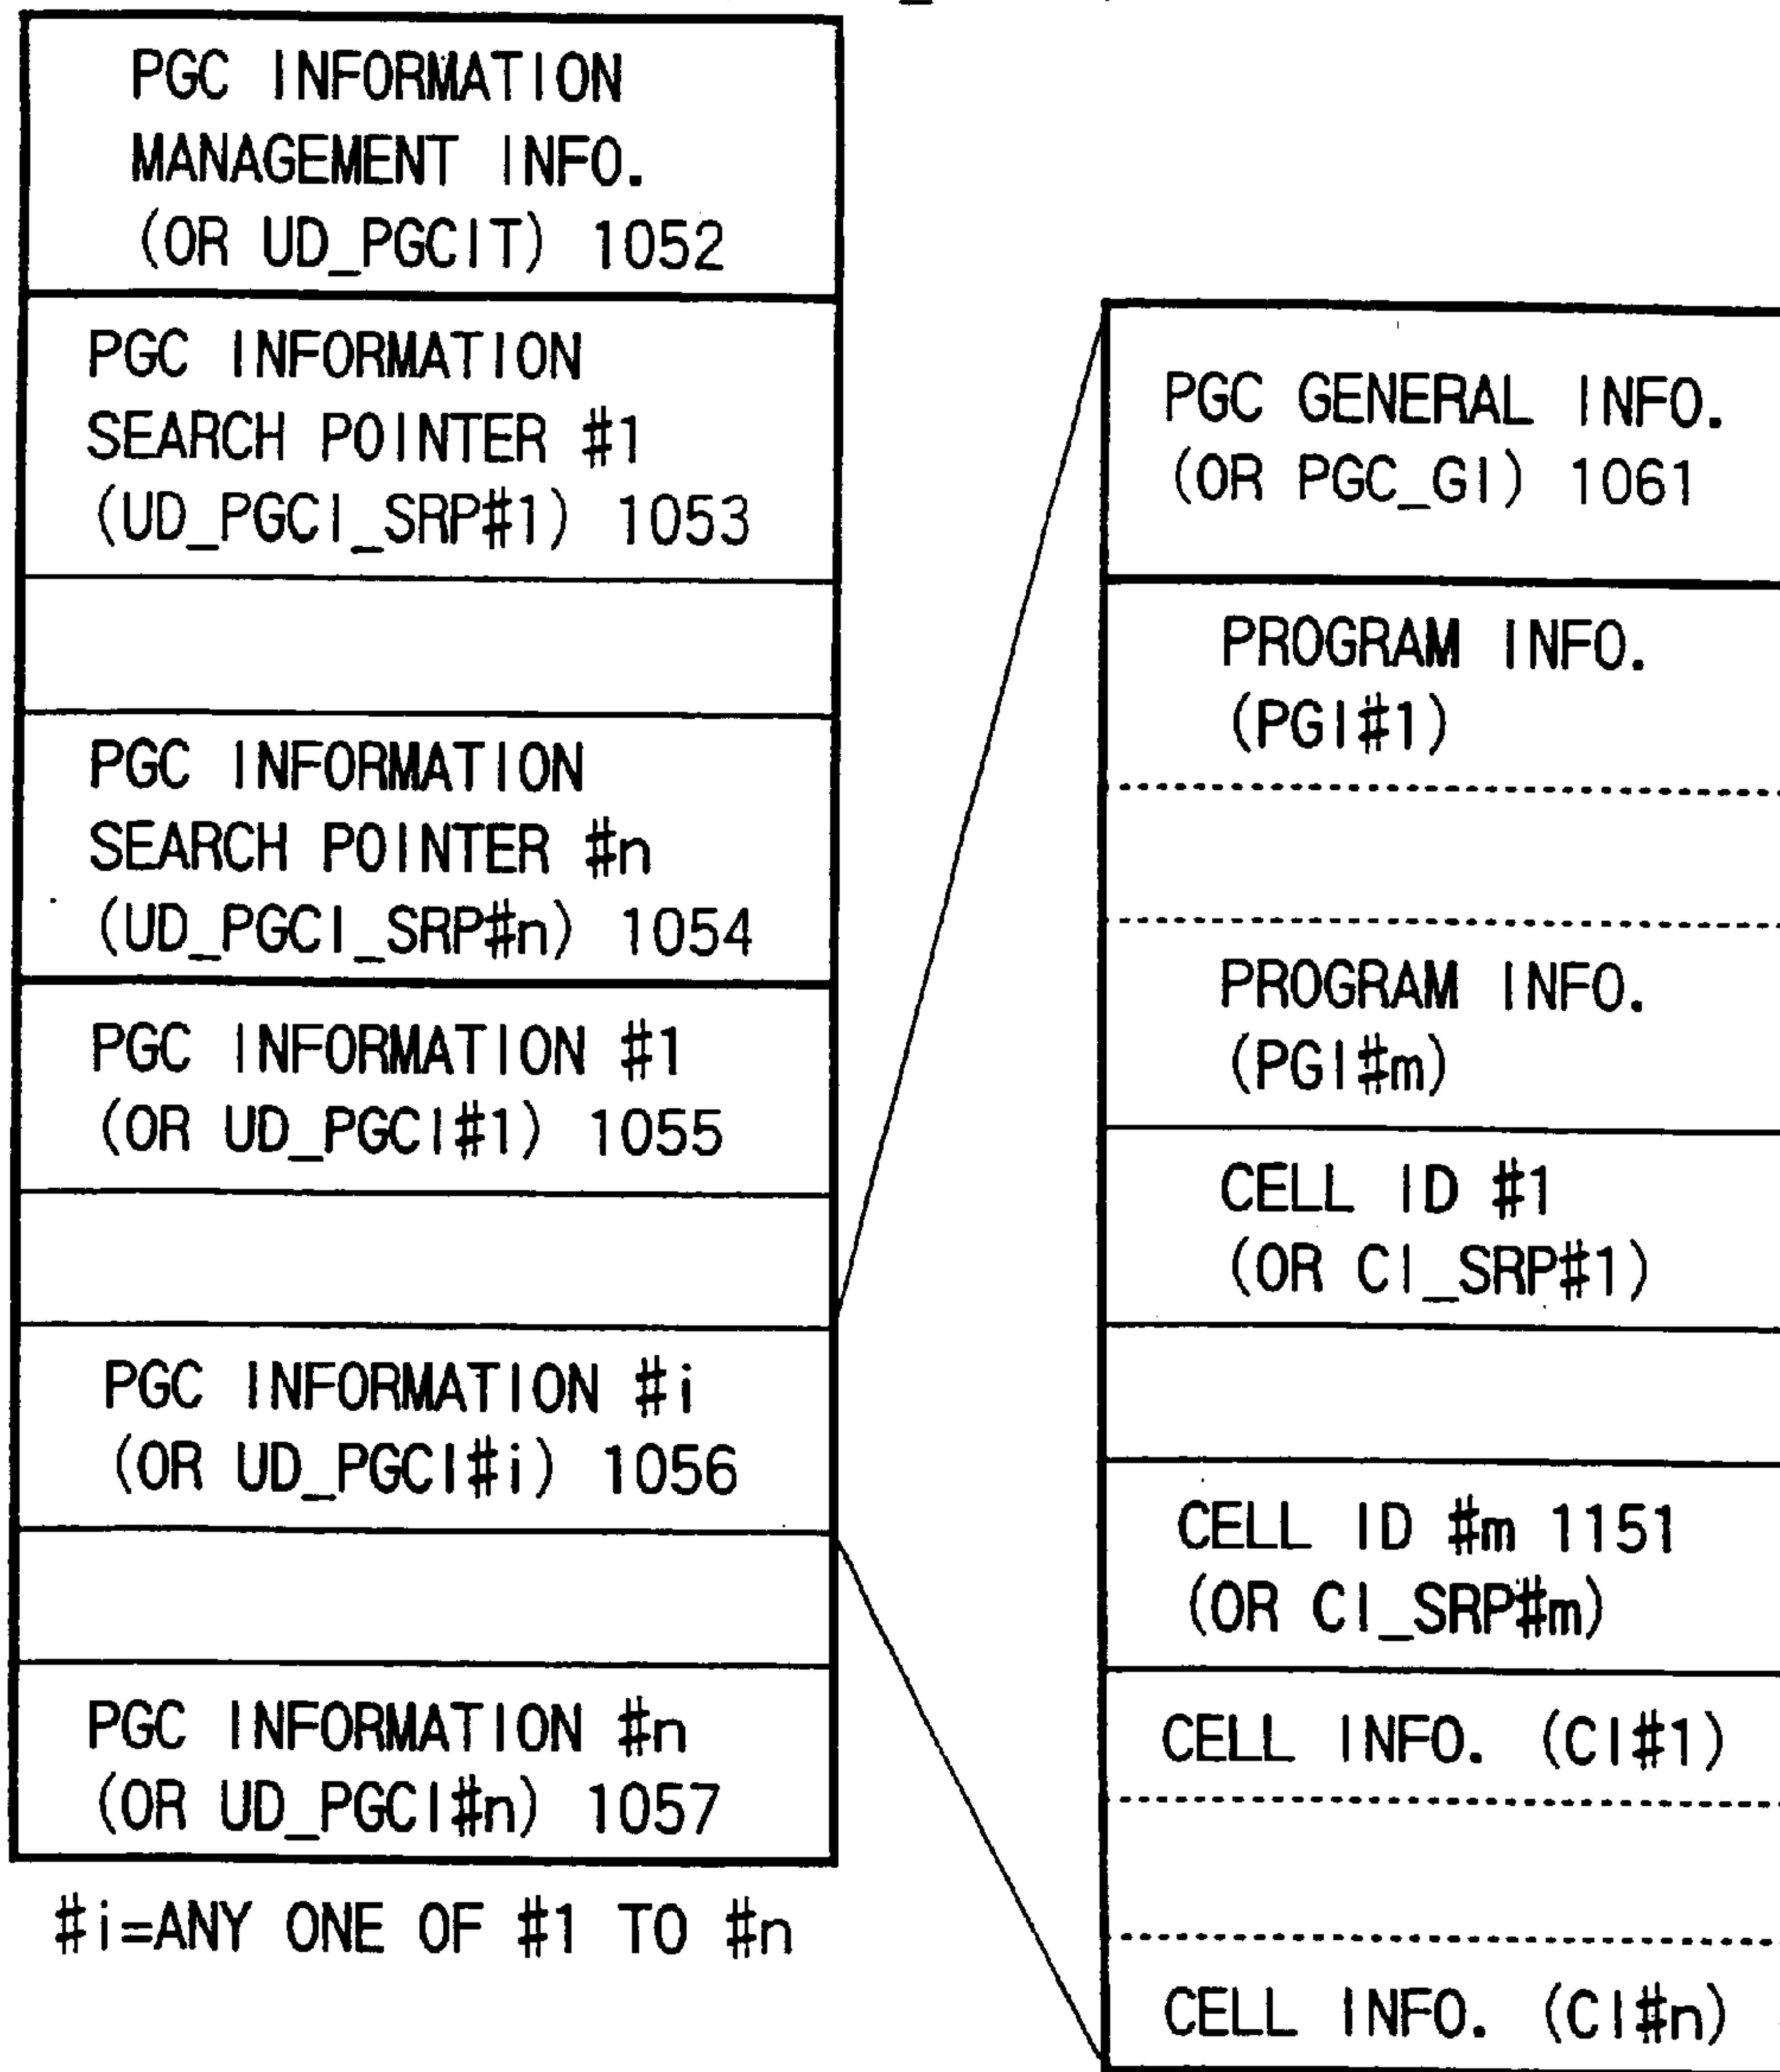 PGC INFORMATION
MANAGEMENT INFO.
(OR UD_PGCIT) 1052
PGC INFORMATION
SEARCH POINTER #1
(UD_PGCI_SRP#1) 1053
PGC INFORMATION
SEARCH POINTER #n
(UD_PGCI_SRP#n) 1054
PGC INFORMATION #1
(OR UD_PGCI#1) 1055
PGC INFORMATION #i
(OR UD_PGCI#i) 1056
PGC INFORMATION #n
(OR UD_PGCI#n) 1057
#i=ANY ONE OF #1 TO #n
PGC GENERAL INFO.
(OR PGC_GI) 1061
PROGRAM INFO.
(PGI#1)
PROGRAM INFO.
(PGI#m)
CELL ID #1
(OR CI_SRP#1)
CELL ID #m 1151
(OR CI_SRP#m)
CELL INFO. (CI#1)
CELL INFO. (CI#n)